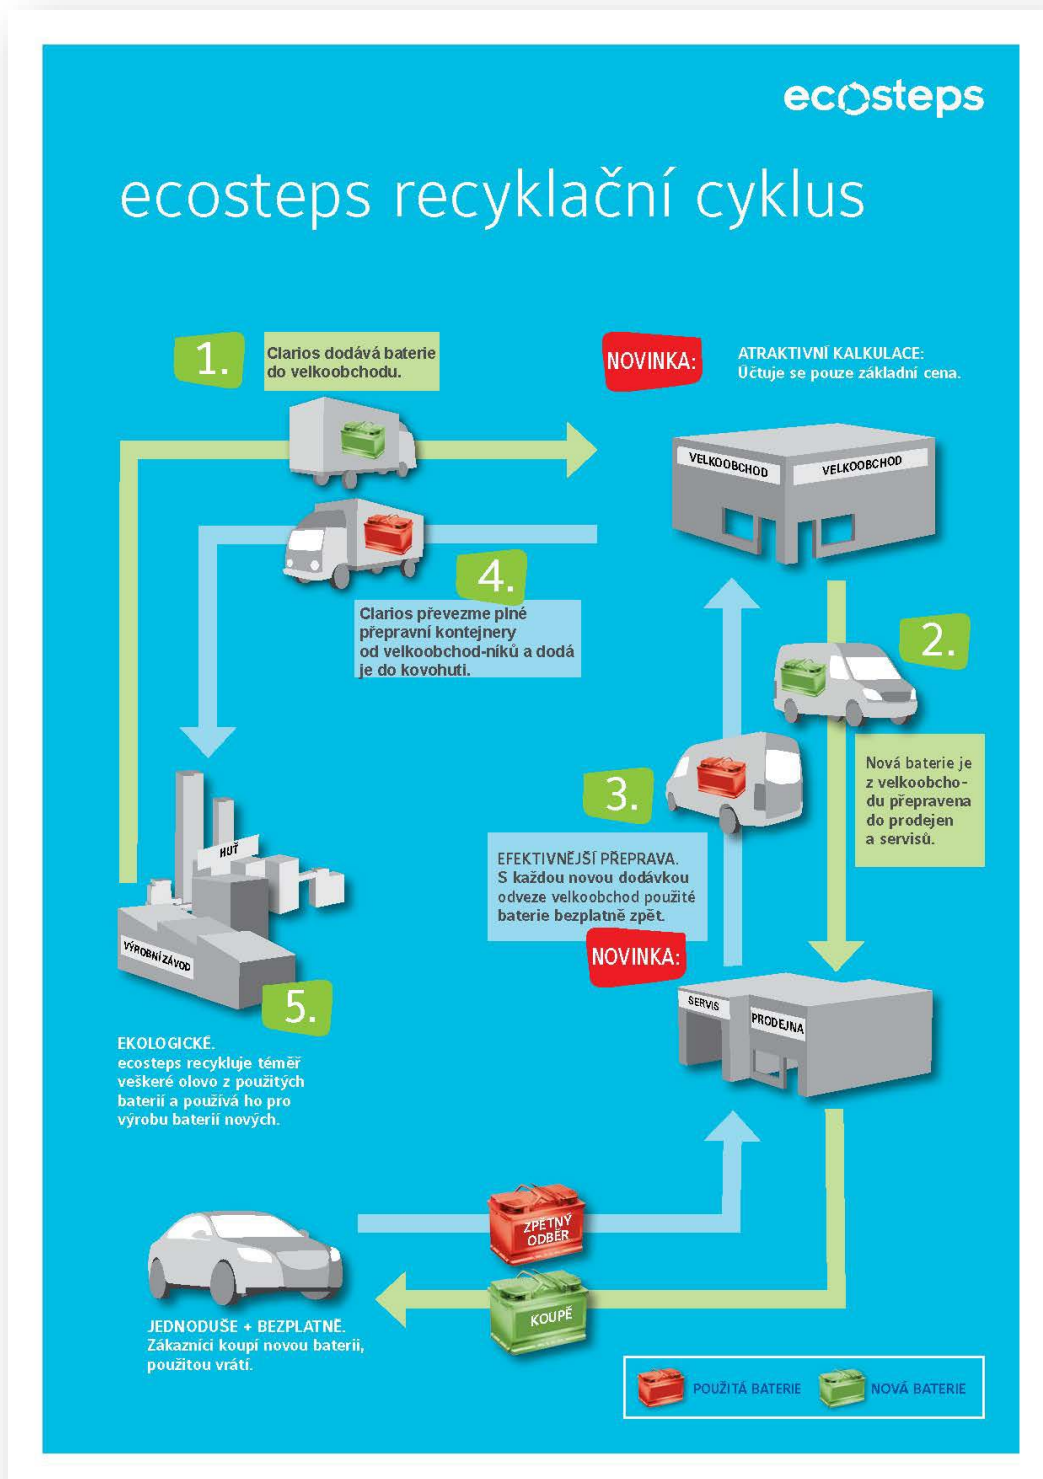 ecosteps
ecosteps recyklační cyklus
1.
Clarios dodává baterie
do velkoobchodu.
NOVINKA:
ATRAKTIVNÍ KALKULACE:
Účtuje se pouze základní cena.
VELKOOBCHOD
VELKOOBCHOD
4.
Clarios převezme plné
přepravní kontejnery
od velkoobchod-níků a dodá
je do kovohuti.
2.
Nová baterie je
z velkoobcho-
du přepravena
do prodejen
a servisů.
3.
EFEKTIVNĚJŠÍ PŘEPRAVA.
S každou novou dodávkou
odveze velkoobchod použité
baterie bezplatně zpět.
NOVINKA:
HUŤ
VÝROBNÍ ZÁVOD
5.
EKOLOGICKÉ.
ecosteps recykluje téměř
veškeré olovo z použitých
baterií a používá ho pro
výrobu baterií nových.
SERVIS
PRODEJNA
ZPĚTNÝ
ODBĚR
KOUPĚ
JEDNODUŠE + BEZPLATNĚ.
Zákazníci koupí novou baterii,
použitou vrátí.
POUŽITÁ BATERIE
NOVÁ BATERIE